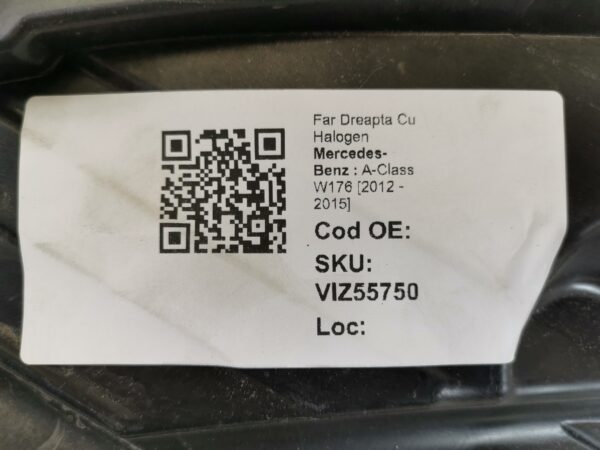 Far Dreapta Cu
Halogen
Mercedes-
Benz : A-Class
W176 [2012 -
2015]
Cod OE:
SKU:
VIZ55750
Loc: